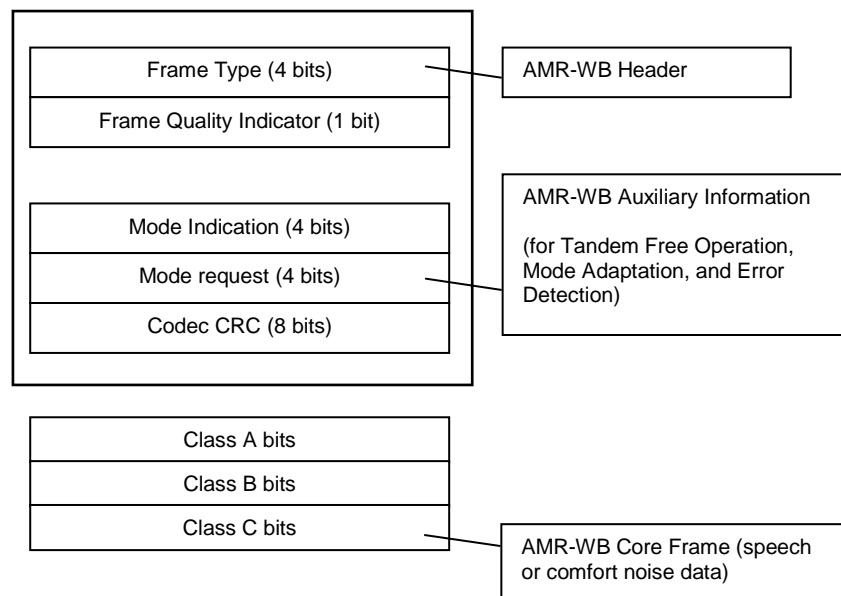 Frame Type (4 bits)
AMR-WB Header
Frame Quality Indicator (1 bit)
AMR-WB Auxiliary Information
(for Tandem Free Operation,
Mode Adaptation, and Error
Detection)
Mode Indication (4 bits)
Mode request (4 bits)
Codec CRC (8 bits)
Class A bits
Class B bits
Class C bits
AMR-WB Core Frame (speech
or comfort noise data)